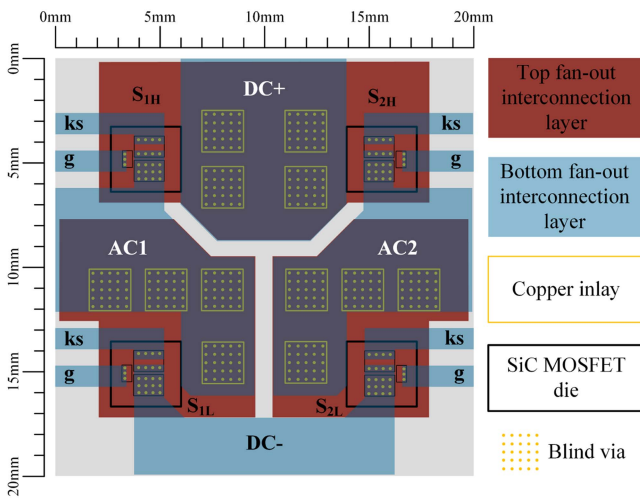 0mm 5mm 10mm 15mm 20mm
0mm
5mm
10mm
15mm
20mm
S1H DC+ S2H
ks ks
g g
AC1 AC2
ks ks
g g
S1L S2L
DC-
Top fan-out
interconnection
layer
Bottom fan-out
interconnection
layer
Copper inlay
SiC MOSFET
die
Blind via